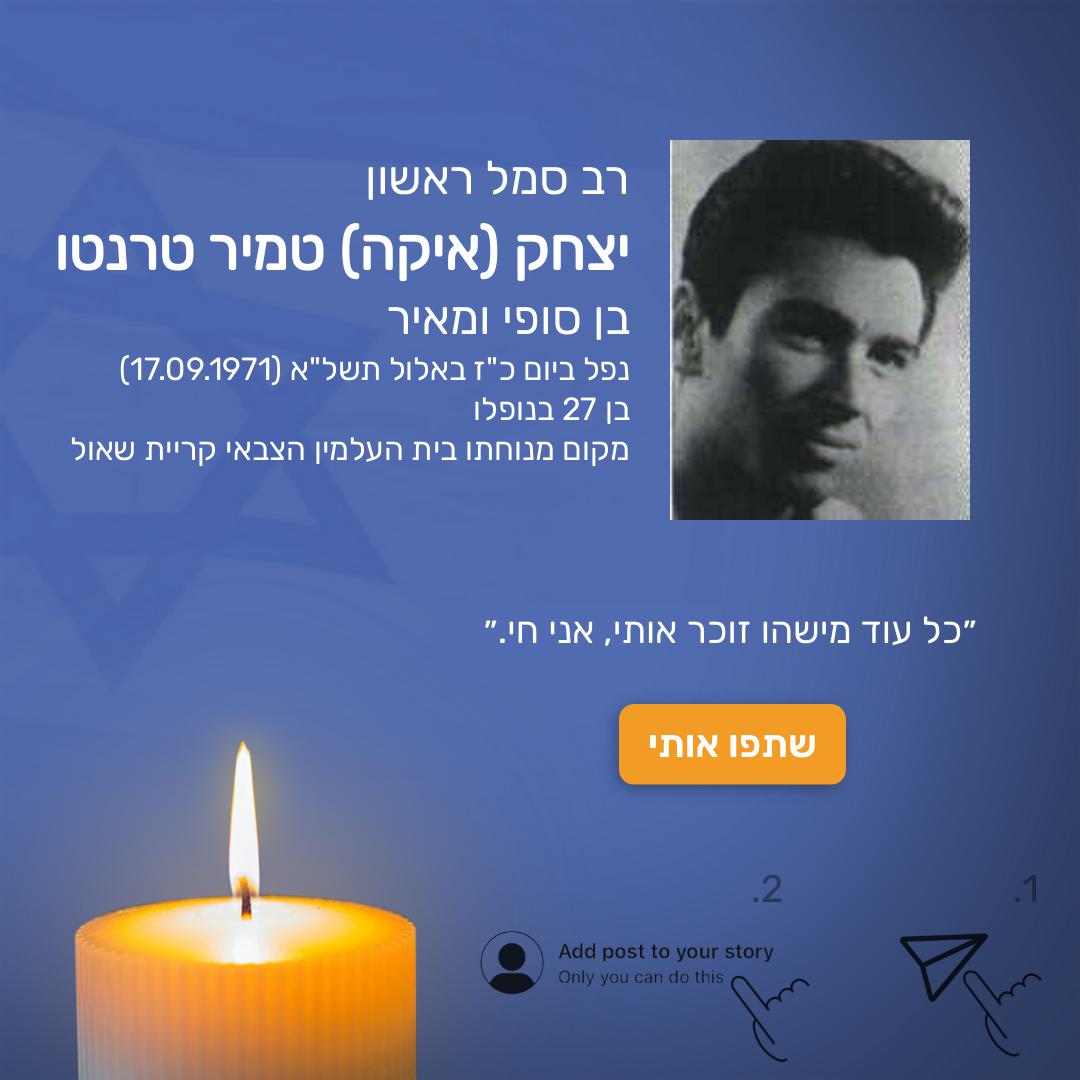 רב סמל ראשון
יצחק (איקה) טמיר טרנטו
בן סופי ומאיר
נפל ביום כ"ז באלול תשל"א (17.09.1971)
בן 27 בנופלו
מקום מנוחתו בית העלמין הצבאי קריית שאול
״כל עוד מישהו זוכר אותי, אני חי.״
שתפו אותי
1.
2.
Add post to your story
Only you can do this